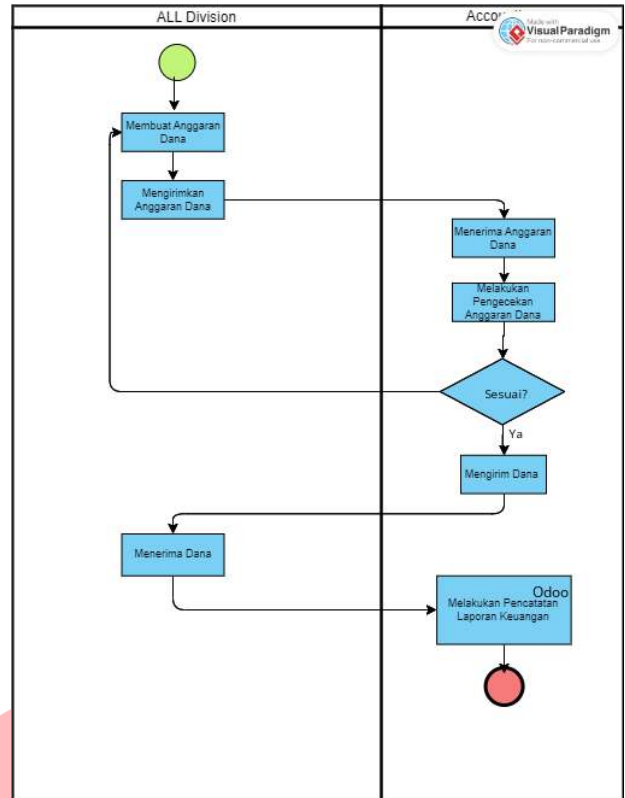 ALL Division
Made with
Visual Paradigm
For non-commercial use
Membuat Anggaran
Dana
Mengirimkan
Anggaran Dana
Menerima Anggaran
Dana
Melakukan
Pengecekan
Anggaran Dana
Sesuai?
Ya
Mengirim Dana
Menerima Dana
Odoo
Melakukan Pencatatan
Laporan Keuangan